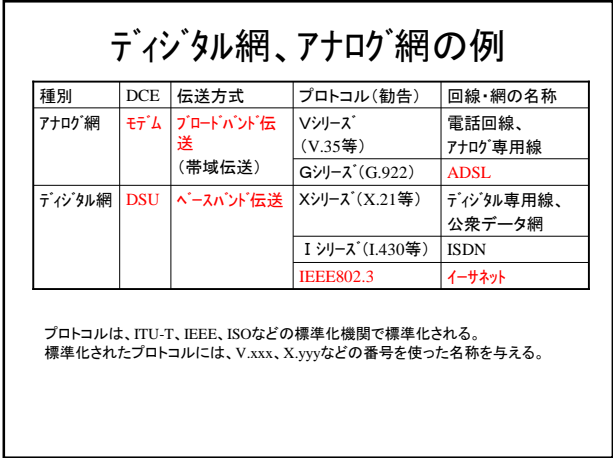 ﾃﾞｨｼﾞﾀﾙ網、ｱﾅﾛｸﾞ網の例
種別 DCE 伝送方式 プロトコル（勧告） 回線・網の名称
ｱﾅﾛｸﾞ網 ﾓﾃﾞﾑ ﾌﾞﾛｰﾄﾞﾊﾞﾝﾄﾞ伝送 （帯域伝送） Vｼﾘｰｽﾞ （V.35等） 電話回線、 ｱﾅﾛｸﾞ専用線
Gｼﾘｰｽﾞ（G.922） ADSL
ﾃﾞｨｼﾞﾀﾙ網 DSU ﾍﾞｰｽﾊﾞﾝﾄﾞ伝送 Xｼﾘｰｽﾞ（X.21等） ﾃﾞｨｼﾞﾀﾙ専用線、 公衆データ網
Ｉｼﾘｰｽﾞ（I.430等） ISDN
IEEE802.3 ｲｰｻﾈｯﾄ
プロトコルは、ITU-T、IEEE、ISOなどの標準化機関で標準化される。
標準化されたプロトコルには、V.xxx、X.yyyなどの番号を使った名称を与える。